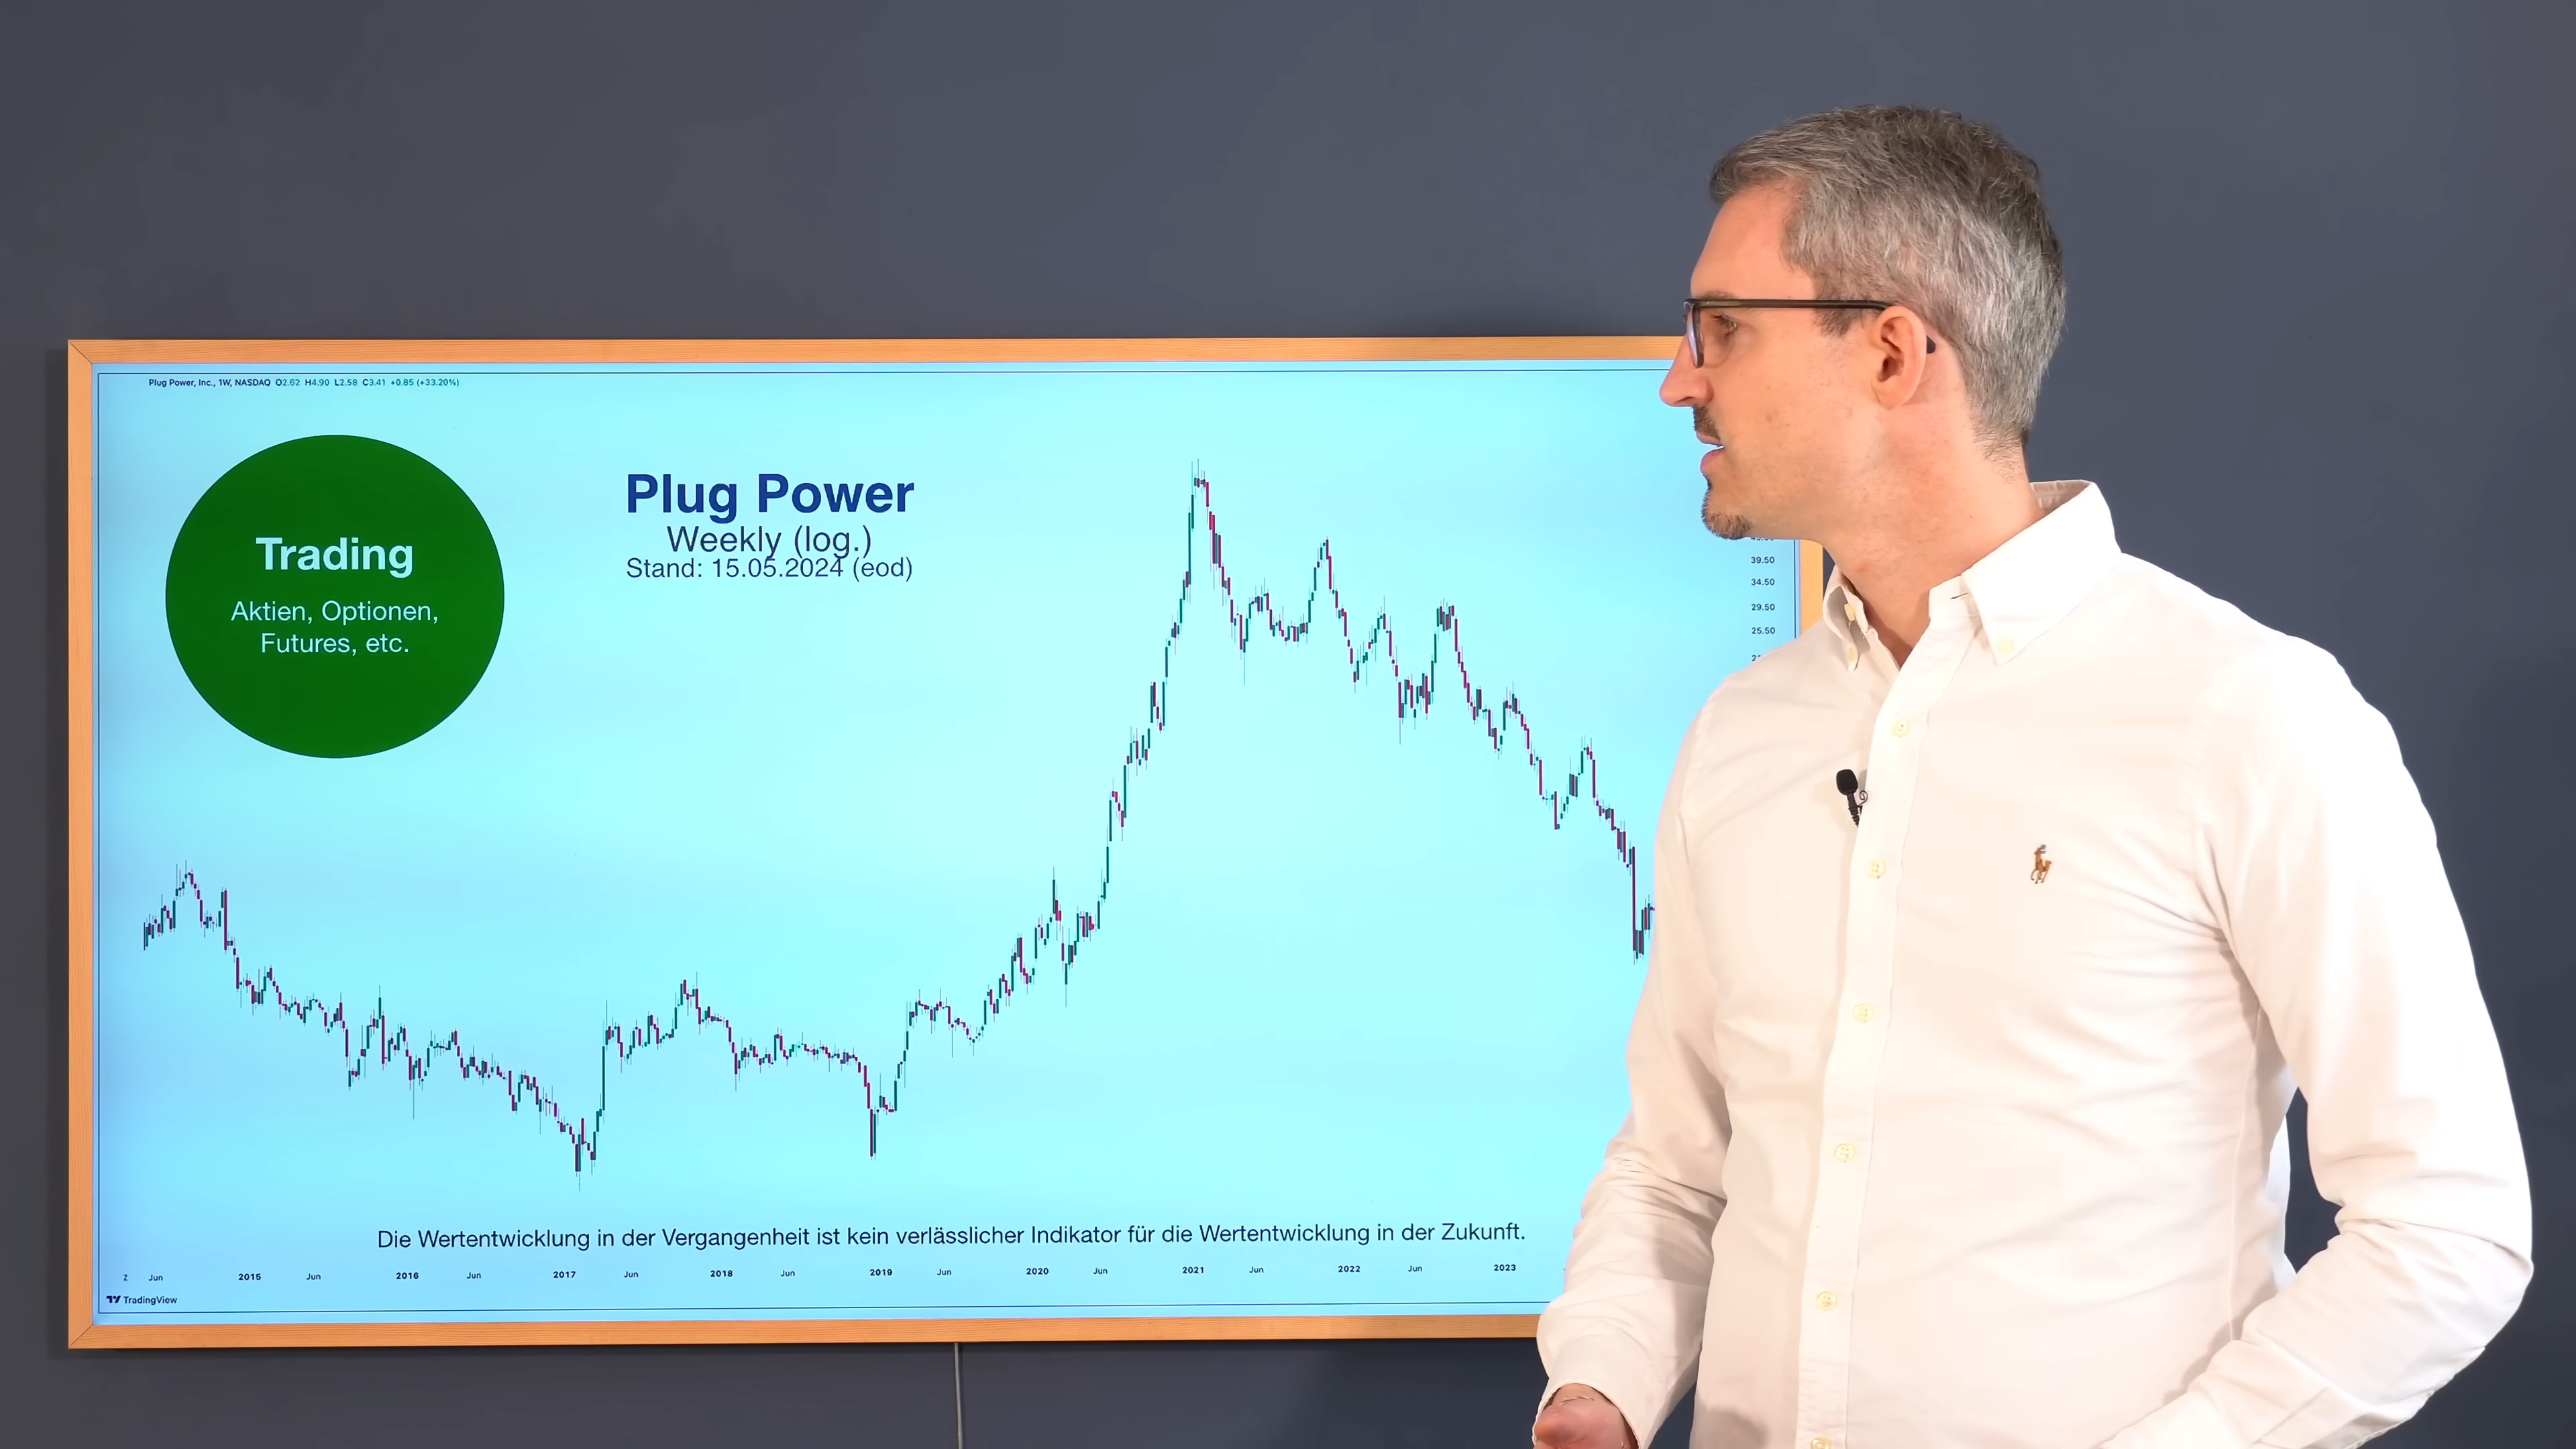 Plug Power, Inc., 1W, NASDAQ O2.62 H4.90 L2.58 C3.41 +0.85 (+33.20%)
Trading
Aktien, Optionen,
Futures, etc.
Plug Power
Weekly (log.)
Stand: 15.05.2024 (eod)
39.50
34.50
29.50
25.50
Die Wertentwicklung in der Vergangenheit ist kein verlässlicher Indikator für die Wertentwicklung in der Zukunft.
Z Jun 2015 Jun 2016 Jun 2017 Jun 2018 Jun 2019 Jun 2020 Jun 2021 Jun 2022 Jun 2023
TradingView